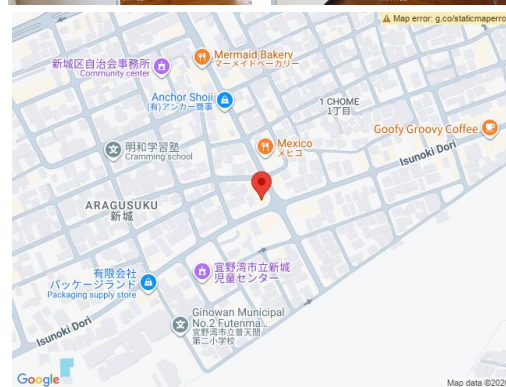 Map error: g.co/staticmaperro
新城区自治会事務所
Community center
Mermaid Bakery
マーメイドベーカリー
Anchor Shoji
(有)アンカー商事
1 CHOME
1丁目
Goofy Groovy Coffee
明和学習塾
Cramming school
Mexico
メヒコ
Isunoki Dori
ARAGUSUKU
新城
有限会社
パッケージランド
Packaging supply store
宜野湾市立新城
児童センター
Ginowan Municipal
No.2 Futenma...
宜野湾市立普天間
第二小学校
Isunoki Dori
Google
Map data ©202